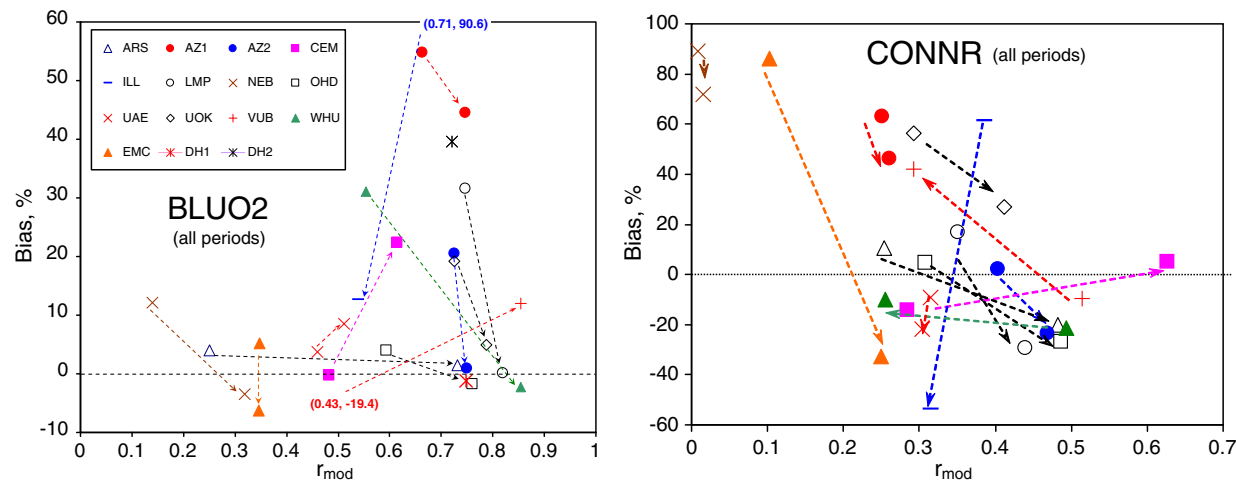 60
50
40
30
20
10
0
-10
Bias, %
(0.71, 90.6)
ARS AZ1 AZ2 CEM
ILL LMP NEB OHD
UAE UOK VUB WHU
EMC DH1 DH2
BLUO2
(all periods)
(0.43, -19.4)
0 0.1 0.2 0.3 0.4 0.5 0.6 0.7 0.8 0.9 1
rmod
100
80
60
40
20
0
-20
-40
-60
Bias, %
CONNR (all periods)
0 0.1 0.2 0.3 0.4 0.5 0.6 0.7
rmod